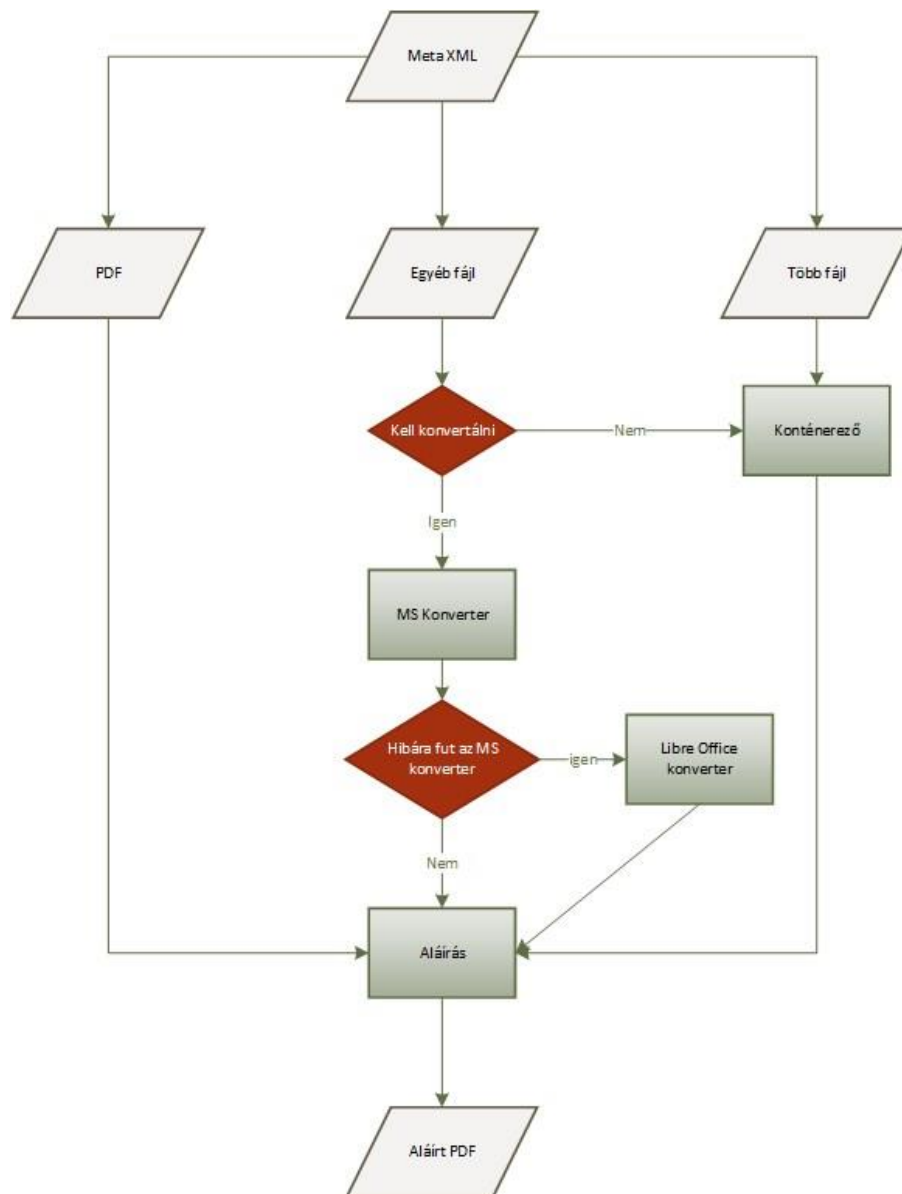 Meta XML
PDF
Egyéb fájl
Több fájl
Kell konvertálni
Nem
Konténerező
Igen
MS Konverter
Hibára fut az MS
konverter
igen
Libre Office
konverter
Nem
Aláírás
Aláírt PDF